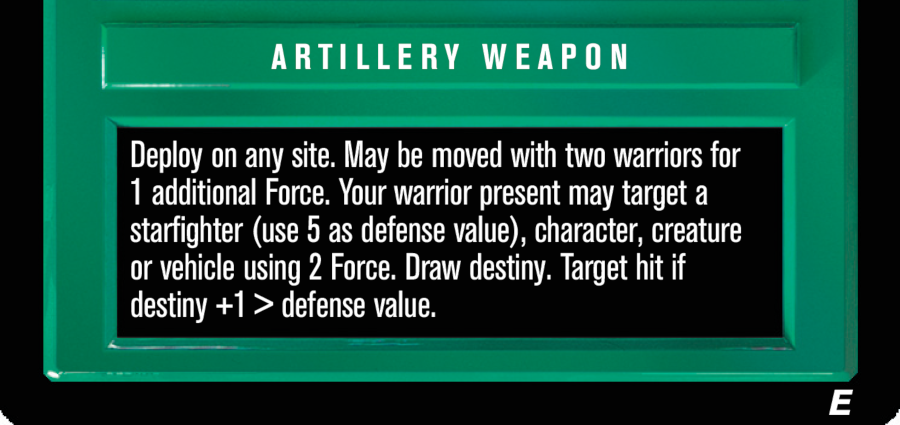 ARTILLERY WEAPON
Deploy on any site. May be moved with two warriors for
1 additional Force. Your warrior present may target a
starfighter (use 5 as defense value), character, creature
or vehicle using 2 Force. Draw destiny. Target hit if
destiny +1 > defense value.
E